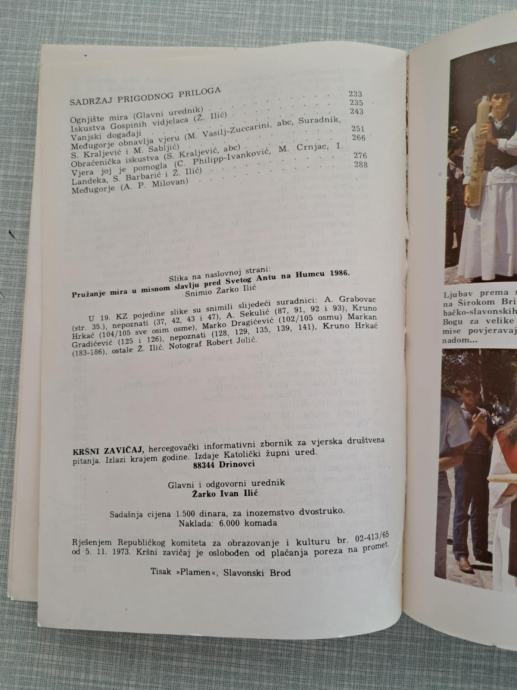 SADRŽAJ PRIGODNOG PRILOGA
Ognjište mira (Glavni urednik) . . . . . . 233
Iskustva Gospinih vidjelaca (Ž. Ilić) . . . . . 235
Vanjski događaji . . . . . . . . . 243
Međugorje obnavlja vjeru (M. Vasilj-Zuccarini, abc, Suradnik,
S. Kraljević i M. Sabljić) . . . . . . . 251
Obraćenička iskustva (S. Kraljević, abc) . . . . 266
Vjera joj je pomogla (C. Philipp-Ivanković, M. Crnjac, I.
Landeka, S. Barbarić i Ž. Ilić) . . . . . . 276
Međugorje (A. P. Milovan) . . . . . . . 288
Slika na naslovnoj strani:
Pružanje mira u misnom slavlju pred Svetog Antu na Humcu 1986.
Snimio Žarko Ilić
U 19. KZ pojedine slike su snimili slijedeći suradnici: A. Grabovac
(str. 35.), nepoznati (37, 42, 43 i 47), A. Sekulić (87, 91, 92 i 93), Kruno
Hrkać (104/105 sve osim osme), Marko Dragićević (102/105 osmu) Markan
Gradičević (125 i 126), nepoznati (128, 129, 135, 139, 141), Kruno Hrkać
(183-186), ostale Ž. Ilić. Notograf Robert Jolić.
KRŠNI ZAVIČAJ, hercegovački informativni zbornik za vjerska društvena
pitanja. Izlazi krajem godine. Izdaje Katolički župni ured.
88344 Drinovci
Glavni i odgovorni urednik
Žarko Ivan Ilić
Sadašnja cijena 1.500 dinara, za inozemstvo dvostruko.
Naklada: 6.000 komada
Rješenjem Republičkog komiteta za obrazovanje i kulturu br. 02-413/65
od 5. 11. 1973. Kršni zavičaj je oslobođen od plaćanja poreza na promet.
Tisak »Plamen«, Slavonski Brod
Ljubav prema
na Širokom Bri
bačko-slavonskih
Bogu za velike
mise povjeravaj
nadom...